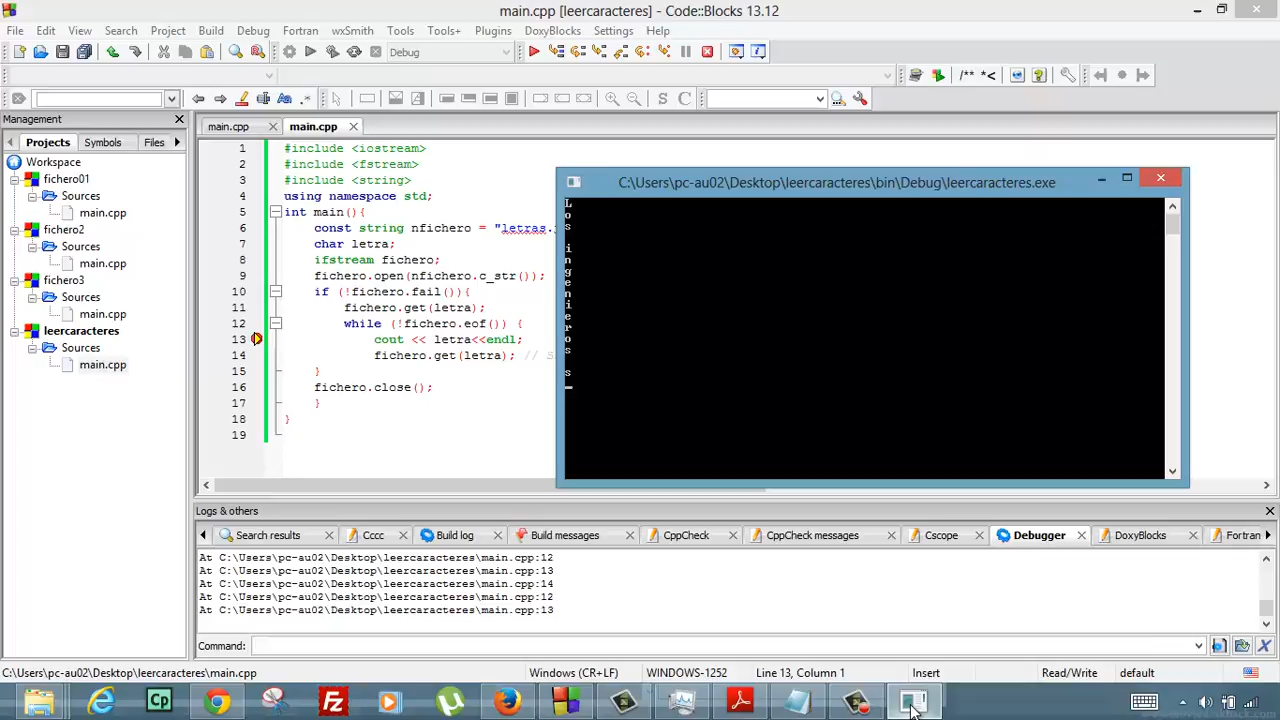 main.cpp [leercaracteres] - Code::Blocks 13.12
File Edit View Search Project Build Debug Fortran wxSmith Tools Tools+ Plugins DoxyBlocks Settings Help
Debug
/** *<
S C
Management
Projects Symbols Files
Workspace
fichero01
Sources
main.cpp
fichero2
Sources
main.cpp
fichero3
Sources
main.cpp
leercaracteres
Sources
main.cpp
main.cpp main.cpp
1 #include <iostream>
2 #include <fstream>
3 #include <string>
4 using namespace std;
5 int main(){
6 const string nfichero = "letras.
7 char letra;
8 ifstream fichero;
9 fichero.open(nfichero.c_str());
10 if (!fichero.fail()){
11 fichero.get(letra);
12 while (!fichero.eof()) {
13 cout << letra<<endl;
14 fichero.get(letra); // S
15 }
16 fichero.close();
17 }
18 }
19
C:\Users\pc-au02\Desktop\leercaracteres\bin\Debug\leercaracteres.exe
L
o
s
i
n
g
e
n
i
e
r
o
s
s
Logs & others
Search results Cccc Build log Build messages CppCheck CppCheck messages Cscope Debugger DoxyBlocks Fortran
At C:\Users\pc-au02\Desktop\leercaracteres\main.cpp:12
At C:\Users\pc-au02\Desktop\leercaracteres\main.cpp:13
At C:\Users\pc-au02\Desktop\leercaracteres\main.cpp:14
At C:\Users\pc-au02\Desktop\leercaracteres\main.cpp:12
At C:\Users\pc-au02\Desktop\leercaracteres\main.cpp:13
Command:
C:\Users\pc-au02\Desktop\leercaracteres\main.cpp Windows (CR+LF) WINDOWS-1252 Line 13, Column 1 Insert Read/Write default
Cp